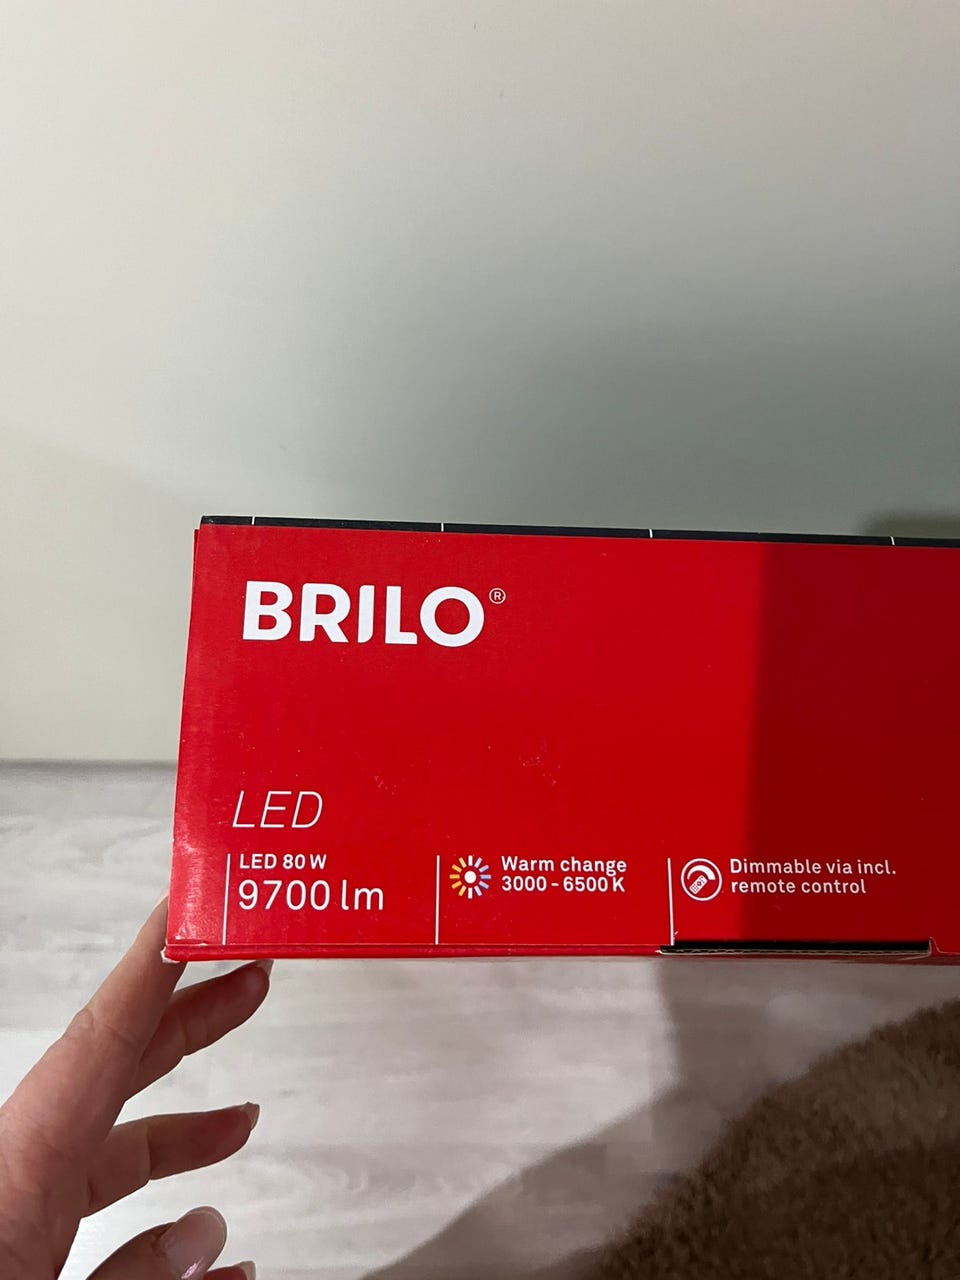 BRILO®
LED
LED 80 W
9700 lm
Warm change
3000 - 6500 K
Dimmable via incl.
remote control